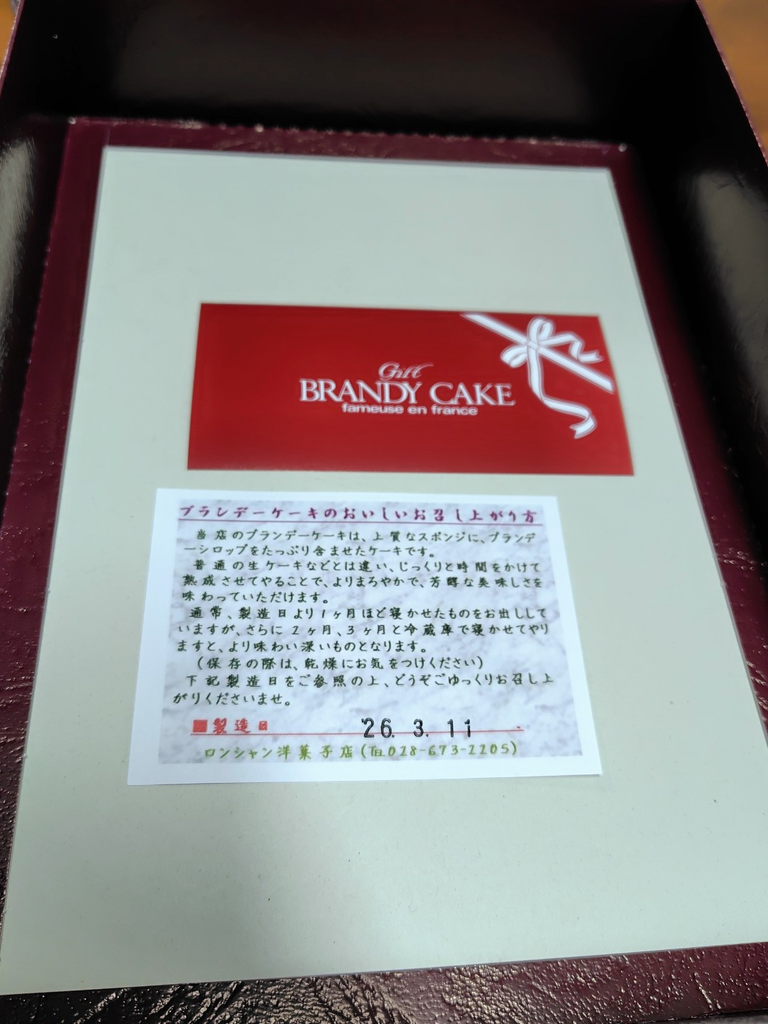 Gift
BRANDY CAKE
fameuse en france
ブランデーケーキのおいしいお召し上がり方
当店のブランデーケーキは、上質なスポンジに、ブランデ
ーシロップをたっぷり含ませたケーキです。
普通の生ケーキなどとは違い、じっくりと時間をかけて
熟成させてやることで、よりまろやかで、芳醇な美味しさを
味わっていただけます。
通常、製造日より1ヶ月ほど寝かせたものをお出ししてい
ますが、さらに2ヶ月、3ヶ月と冷蔵庫で寝かせてやり
ますと、より味わい深いものとなります。
(保存の際は、乾燥にお気をつけください)
下記製造日をご参照の上、どうぞごゆっくりお召し上
がりくださいませ。
■製造日 26. 3. 11
ロンシャン洋菓子店(℡028-673-2205)